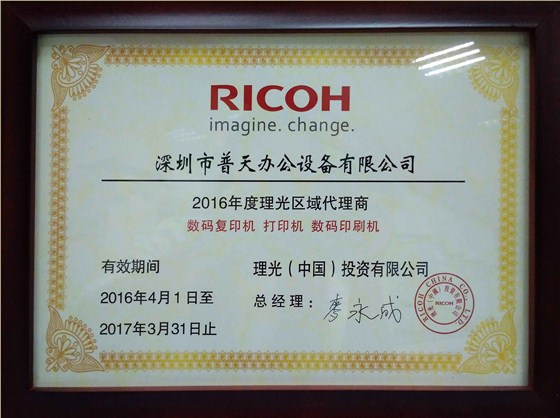 RICOH
imagine. change.
深圳市普天办公设备有限公司
2016年度理光区域代理商
数码复印机 打印机 数码印刷机
有效期间
2016年4月1日至
2017年3月31日止
理光（中国）投资有限公司
总经理：
RICOH CHINA CO., LTD